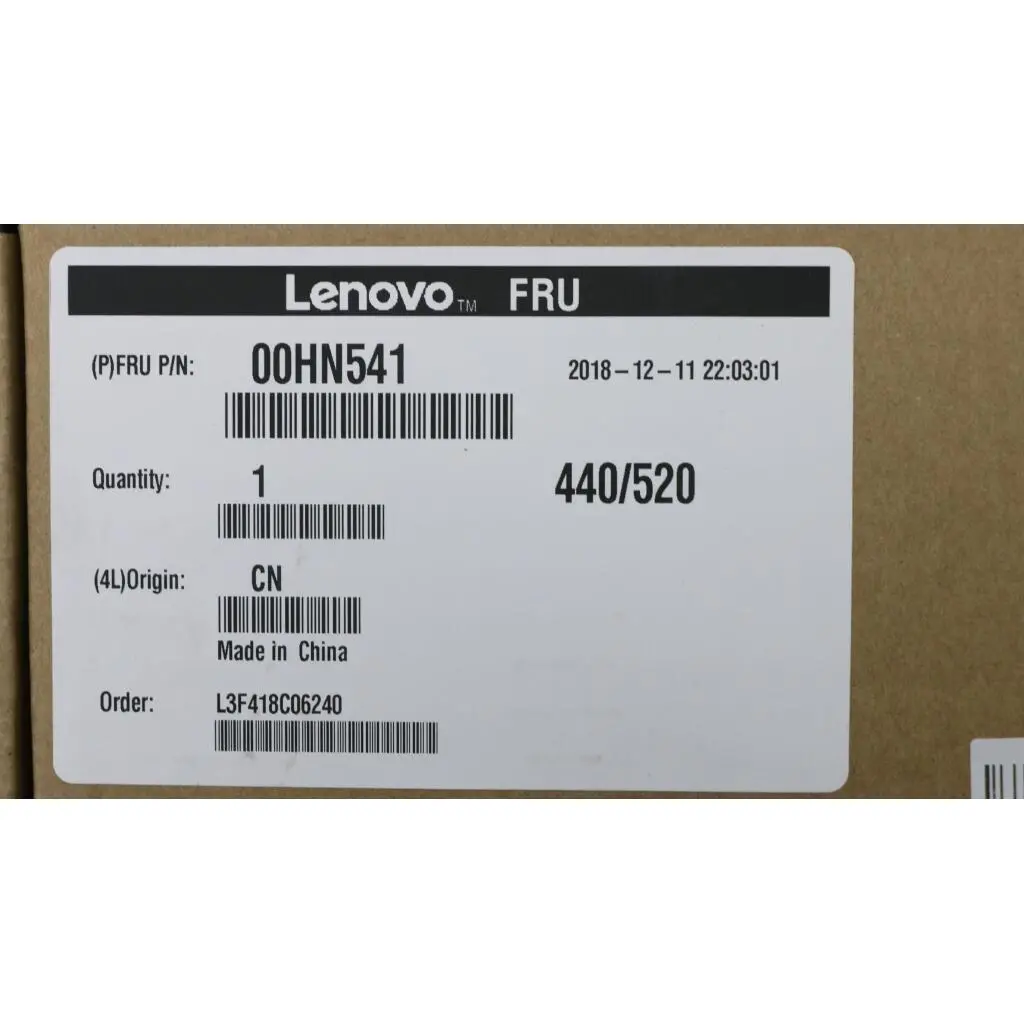 Lenovo™ FRU
(P)FRU P/N: 00HN541 2018-12-11 22:03:01
Quantity: 1 440/520
(4L)Origin: CN
Made in China
Order: L3F418C06240